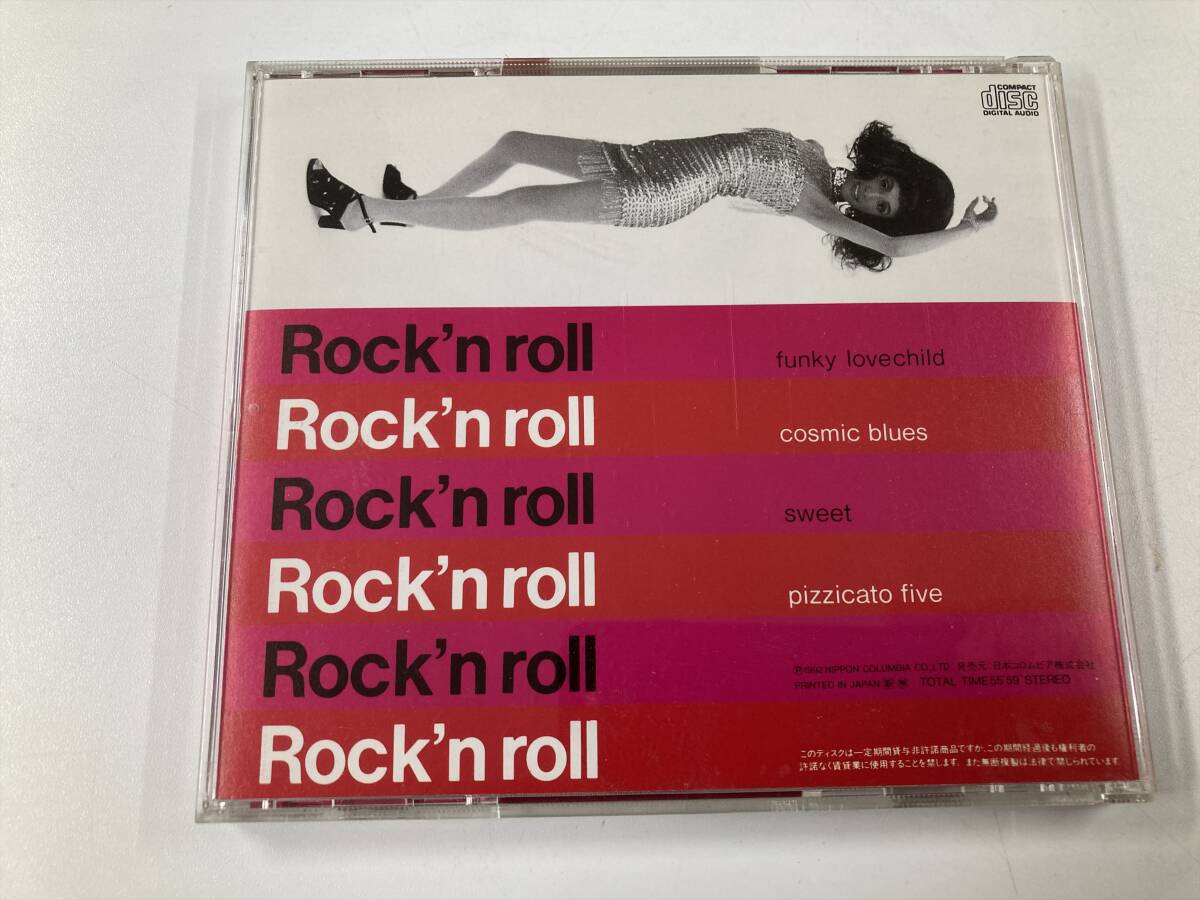 COMPACT
disc
DIGITAL AUDIO
Rock'n roll funky lovechild
Rock'n roll cosmic blues
Rock'n roll sweet
Rock'n roll pizzicato five
Rock'n roll
Ⓟ1992 NIPPON COLUMBIA CO.,LTD. 発売元 日本コロムビア株式会社
PRINTED IN JAPAN TOTAL TIME 55'59 STEREO
Rock'n roll
このディスクは一定期間貸与非許諾商品ですが、この期間経過後も権利者の
許諾なく賃貸業に使用することを禁じます。また無断複製は法律で禁じられています。